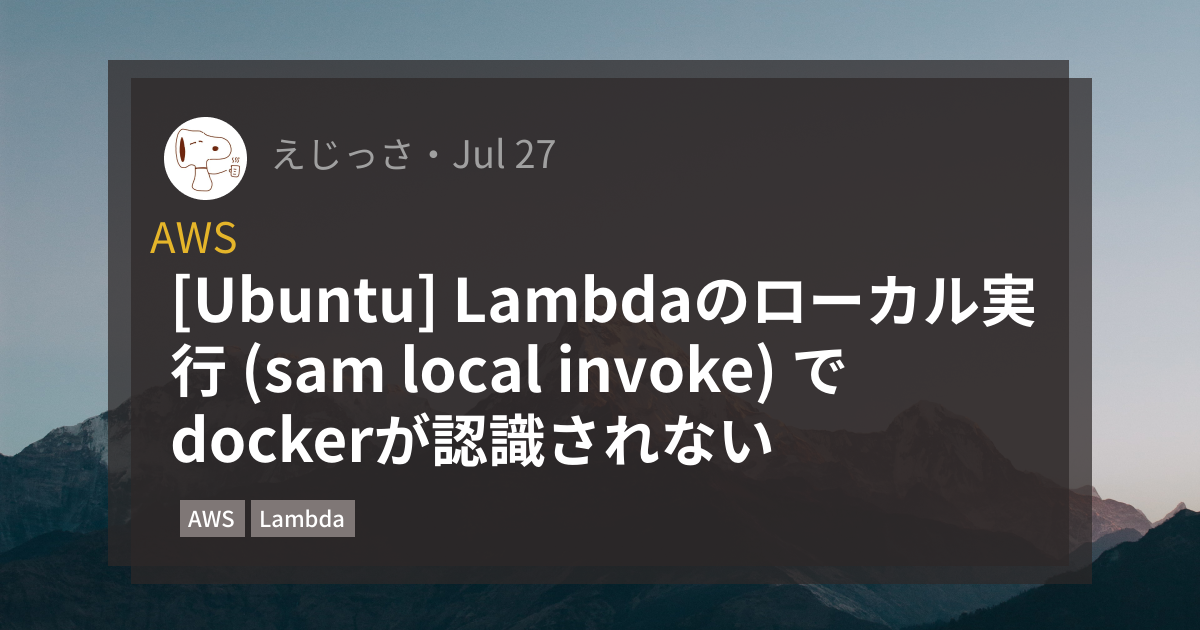 えじっさ・Jul 27
AWS
[Ubuntu] Lambdaのローカル実
行 (sam local invoke) で
dockerが認識されない
AWS Lambda